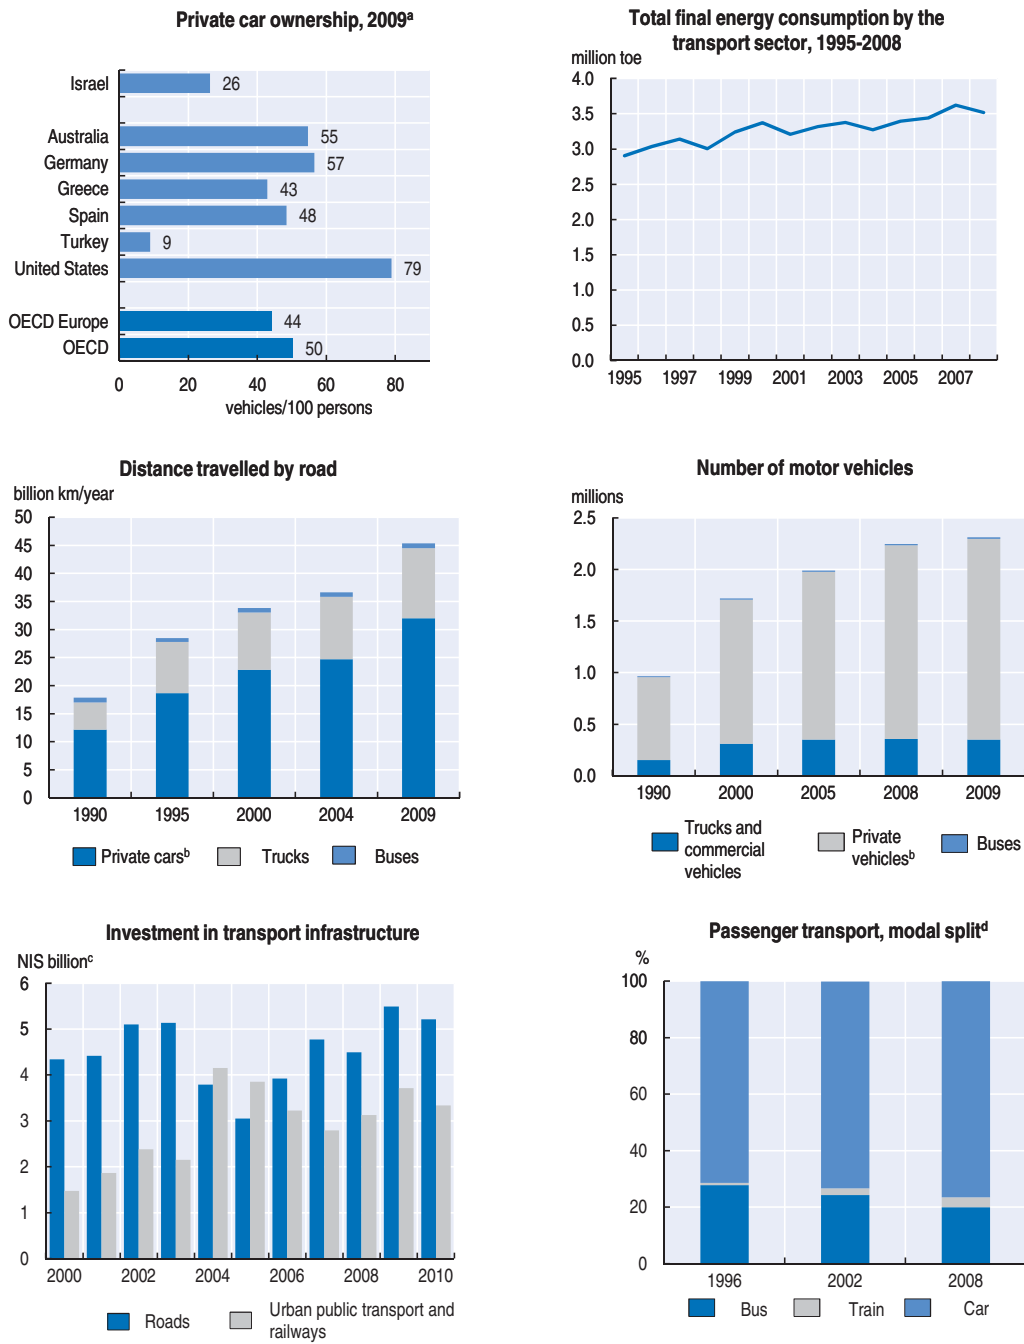 Private car ownership, 2009ᵃ
Israel 26
Australia 55
Germany 57
Greece 43
Spain 48
Turkey 9
United States 79
OECD Europe 44
OECD 50
0 20 40 60 80
vehicles/100 persons
Total final energy consumption by the
transport sector, 1995-2008
million toe
4.0
3.5
3.0
2.5
2.0
1.5
1.0
0.5
0.0
1995 1997 1999 2001 2003 2005 2007
Distance travelled by road
billion km/year
50
45
40
35
30
25
20
15
10
5
0
1990 1995 2000 2004 2009
Private carsᵇ Trucks Buses
Number of motor vehicles
millions
2.5
2.0
1.5
1.0
0.5
0.0
1990 2000 2005 2008 2009
Trucks and
commercial
vehicles
Private
vehiclesᵇ
Buses
Investment in transport infrastructure
NIS billionᶜ
6
5
4
3
2
1
0
2000 2002 2004 2006 2008 2010
Roads
Urban public transport and
railways
Passenger transport, modal splitᵈ
%
100
80
60
40
20
0
1996 2002 2008
Bus Train Car